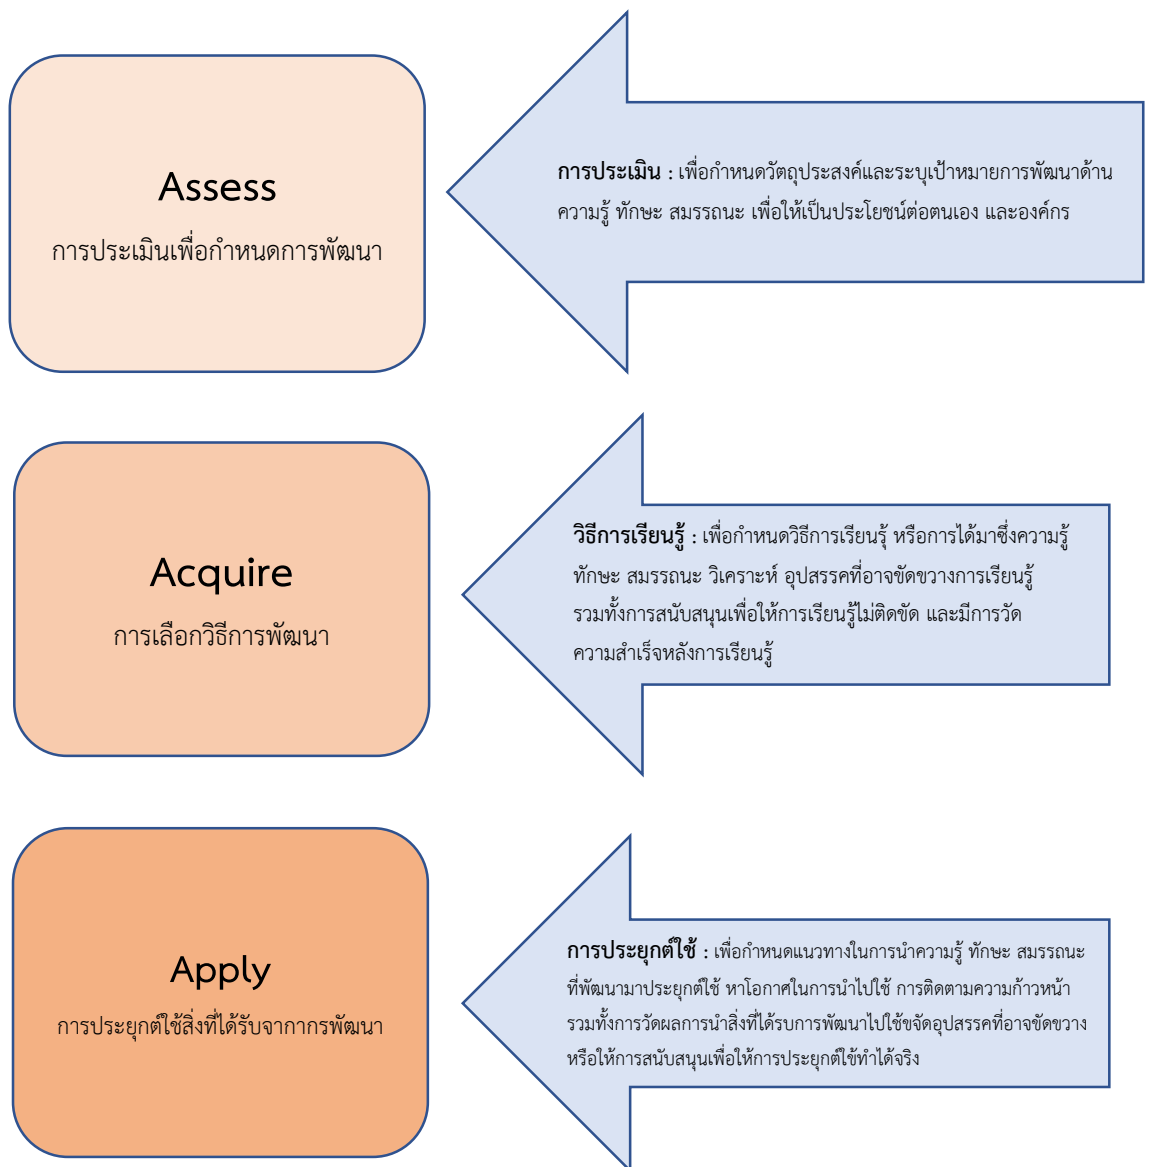 Assess
การประเมินเพื่อกำหนดการพัฒนา
การประเมิน : เพื่อกำหนดวัตถุประสงค์และระบุเป้าหมายการพัฒนาด้าน
ความรู้ ทักษะ สมรรถนะ เพื่อให้เป็นประโยชน์ต่อตนเอง และองค์กร
Acquire
การเลือกวิธีการพัฒนา
วิธีการเรียนรู้ : เพื่อกำหนดวิธีการเรียนรู้ หรือการได้มาซึ่งความรู้
ทักษะ สมรรถนะ วิเคราะห์ อุปสรรคที่อาจขัดขวางการเรียนรู้
รวมทั้งการสนับสนุนเพื่อให้การเรียนรู้ไม่ติดขัด และมีการวัด
ความสำเร็จหลังการเรียนรู้
Apply
การประยุกต์ใช้สิ่งที่ได้รับจากากรพัฒนา
การประยุกต์ใช้ : เพื่อกำหนดแนวทางในการนำความรู้ ทักษะ สมรรถนะ
ที่พัฒนามาประยุกต์ใช้ หาโอกาศในการนำไปใช้ การติดตามความก้าวหน้า
รวมทั้งการวัดผลการนำสิ่งที่ได้รบการพัฒนาไปใช้ขจัดอุปสรรคที่อาจขัดขวาง
หรือให้การสนับสนุนเพื่อให้การประยุกต์ใช้ทำได้จริง